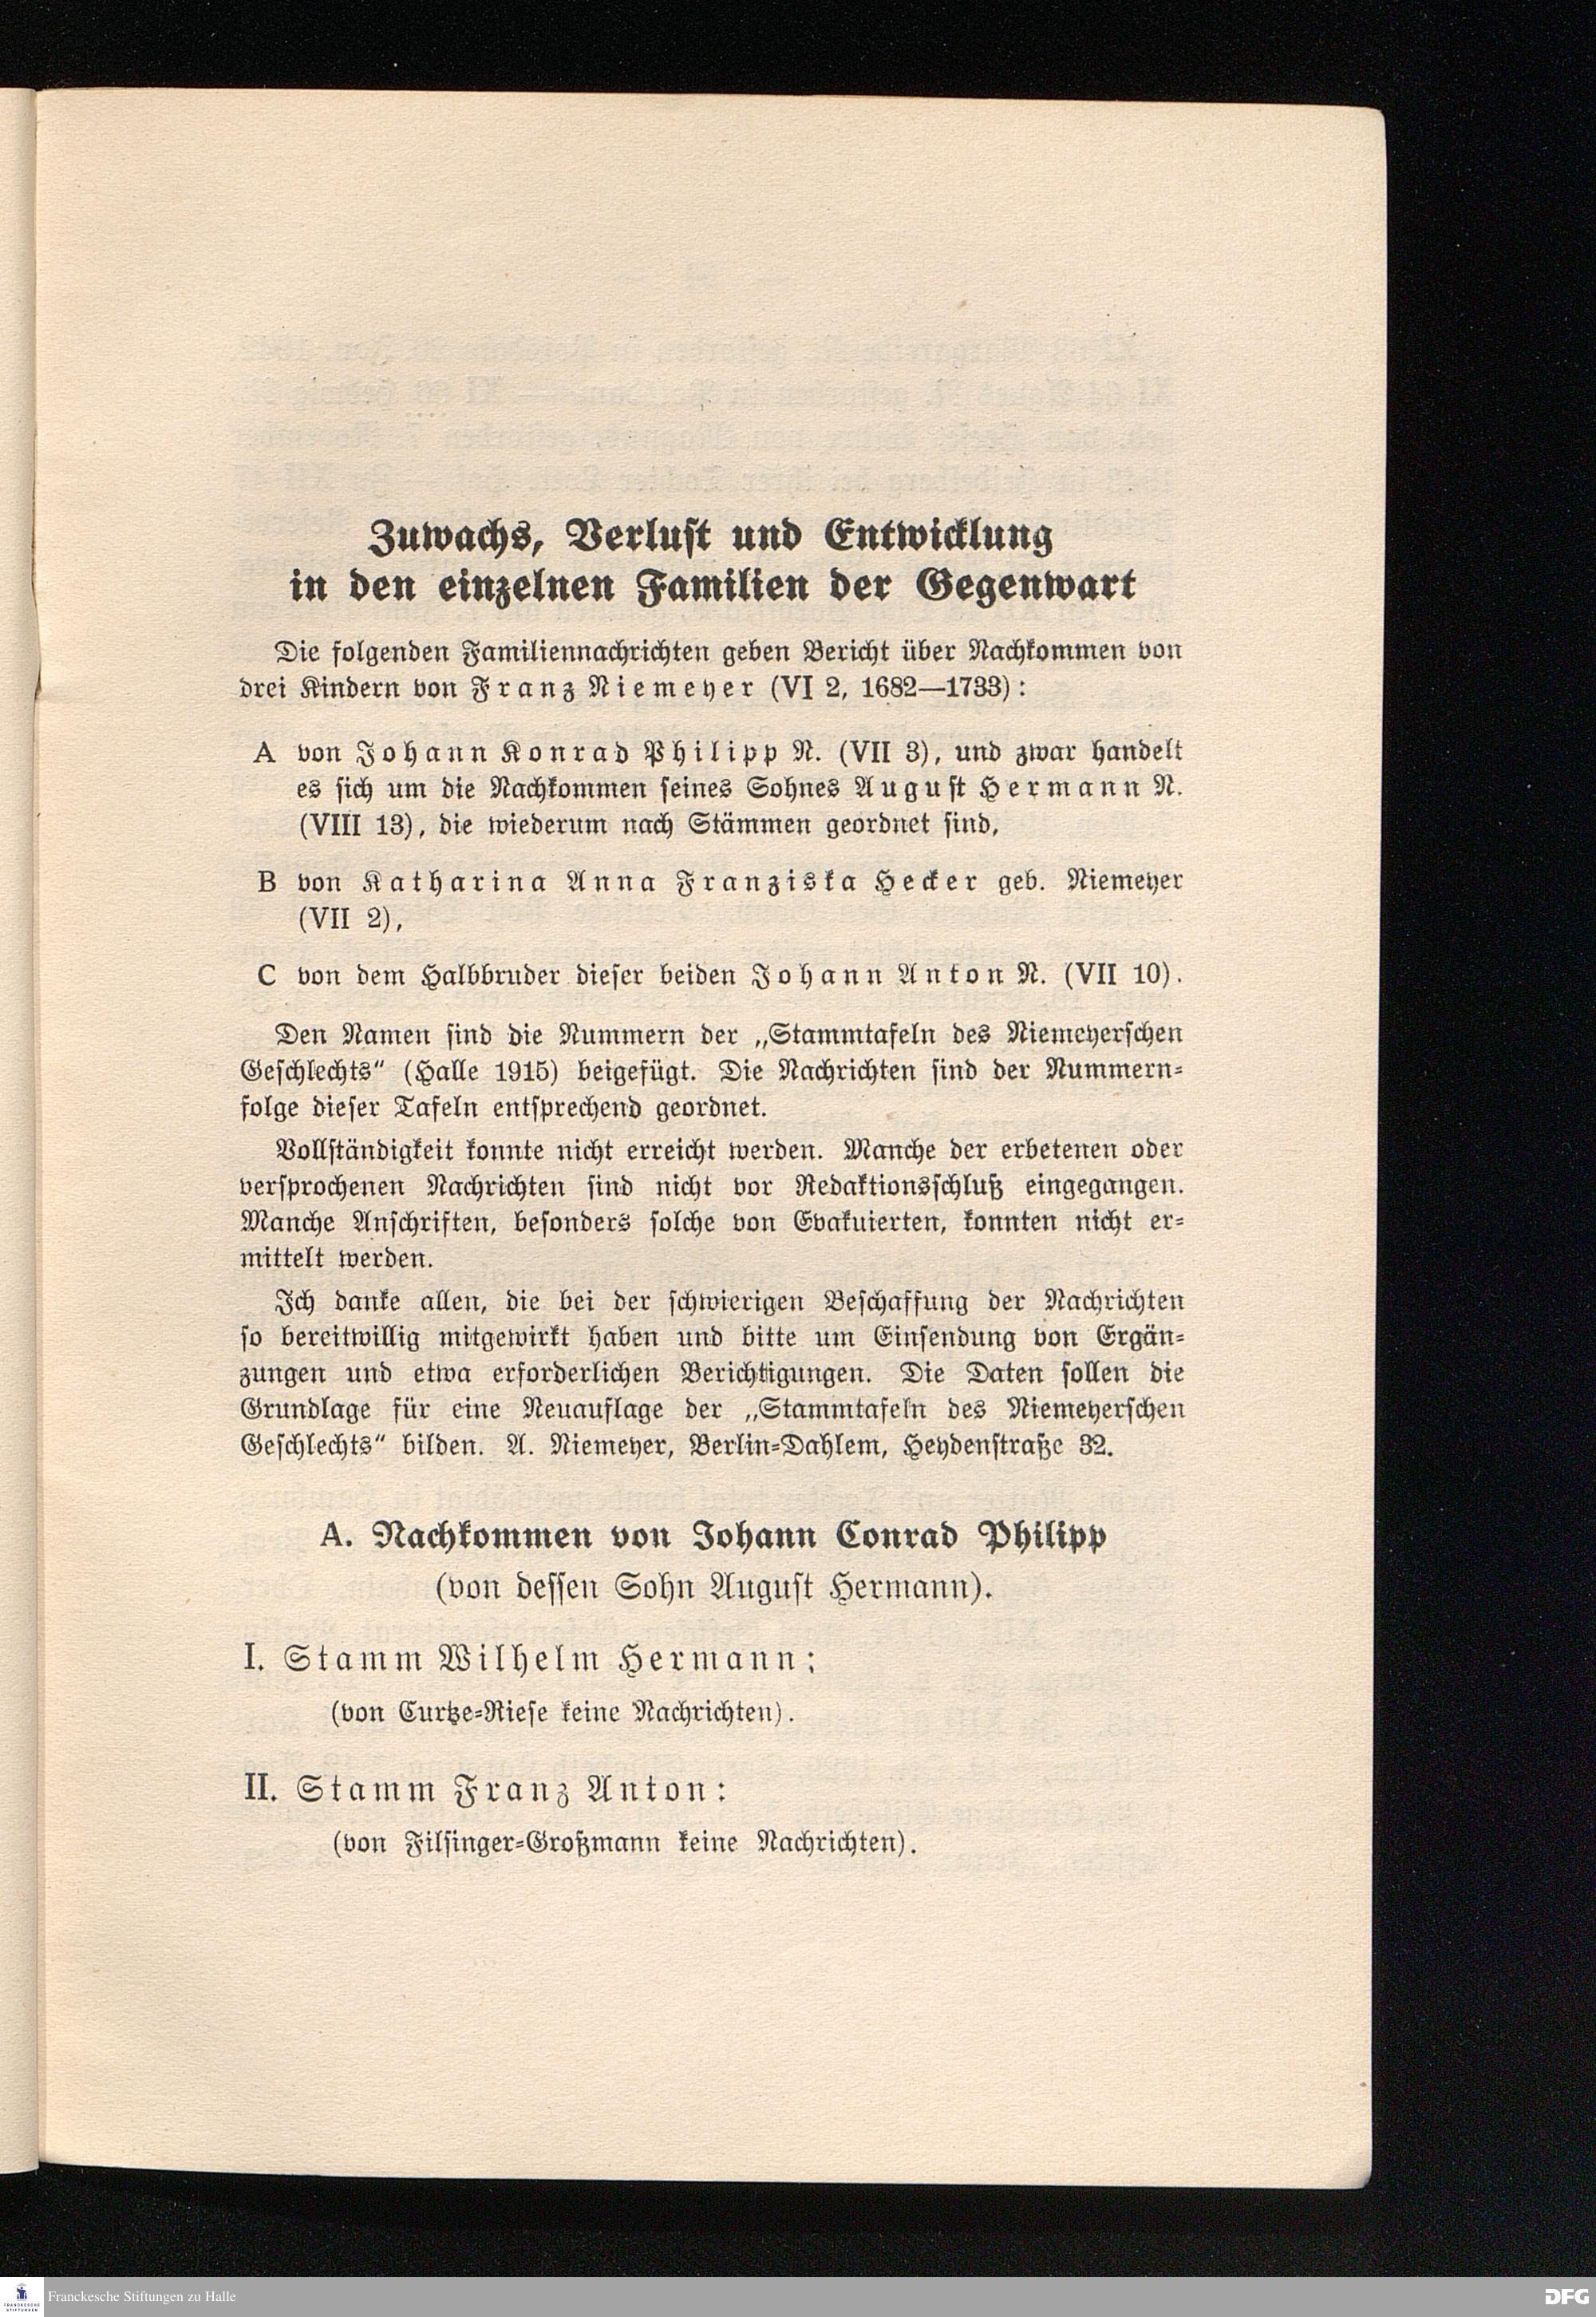 Zuwachs, Verlust und Entwicklung
in den einzelnen Familien der Gegenwart
Die folgenden Familiennachrichten geben Bericht über Nachkommen von
drei Kindern von Franz Niemeyer (VI 2, 1682—1733):
A von Johann Konrad Philipp N. (VII 3), und zwar handelt
es sich um die Nachkommen seines Sohnes August Hermann N.
(VIII 13), die wiederum nach Stämmen geordnet sind,
B von Katharina Anna Franziska Hecker geb. Niemeyer
(VII 2),
C von dem Halbbruder dieser beiden Johann Anton N. (VII 10).
Den Namen sind die Nummern der „Stammtafeln des Niemeyerschen
Geschlechts“ (Halle 1915) beigefügt. Die Nachrichten sind der Nummern-
folge dieser Tafeln entsprechend geordnet.
Vollständigkeit konnte nicht erreicht werden. Manche der erbetenen oder
versprochenen Nachrichten sind nicht vor Redaktionsschluß eingegangen.
Manche Anschriften, besonders solche von Evakuierten, konnten nicht er-
mittelt werden.
Ich danke allen, die bei der schwierigen Beschaffung der Nachrichten
so bereitwillig mitgewirkt haben und bitte um Einsendung von Ergän-
zungen und etwa erforderlichen Berichtigungen. Die Daten sollen die
Grundlage für eine Neuauflage der „Stammtafeln des Niemeyerschen
Geschlechts“ bilden. A. Niemeyer, Berlin-Dahlem, Heydenstraße 32.
A. Nachkommen von Johann Conrad Philipp
(von dessen Sohn August Hermann).
I. Stamm Wilhelm Hermann:
(von Curtze-Riese keine Nachrichten).
II. Stamm Franz Anton:
(von Filsinger-Großmann keine Nachrichten).
FRANCKESCHE
STIFTUNGEN
Franckesche Stiftungen zu Halle
DFG